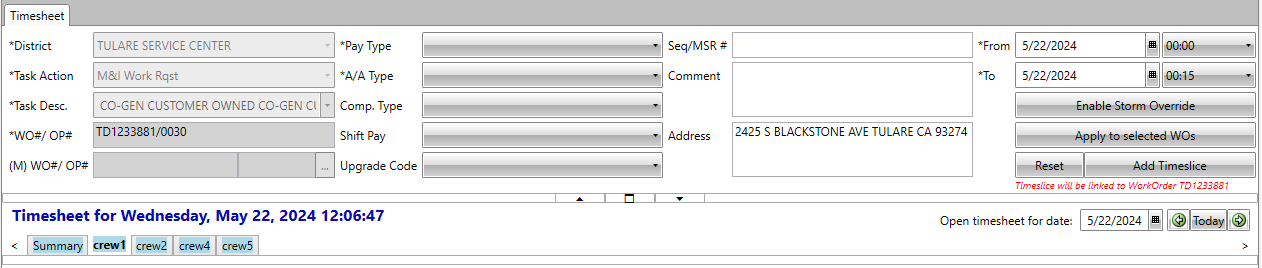 Timesheet
*District TULARE SERVICE CENTER *Pay Type Seq/MSR # *From 5/22/2024 00:00
*Task Action M&I Work Rqst *A/A Type Comment *To 5/22/2024 00:15
*Task Desc. CO-GEN CUSTOMER OWNED CO-GEN CU Comp. Type Enable Storm Override
*WO#/ OP# TD1233881/0030 Shift Pay Address 2425 S BLACKSTONE AVE TULARE CA 93274 Apply to selected WOs
(M) WO#/ OP# ... Upgrade Code Reset Add Timeslice
Timeslice will be linked to WorkOrder TD1233881
Timesheet for Wednesday, May 22, 2024 12:06:47 Open timesheet for date: 5/22/2024 Today
< Summary crew1 crew2 crew4 crew5 >